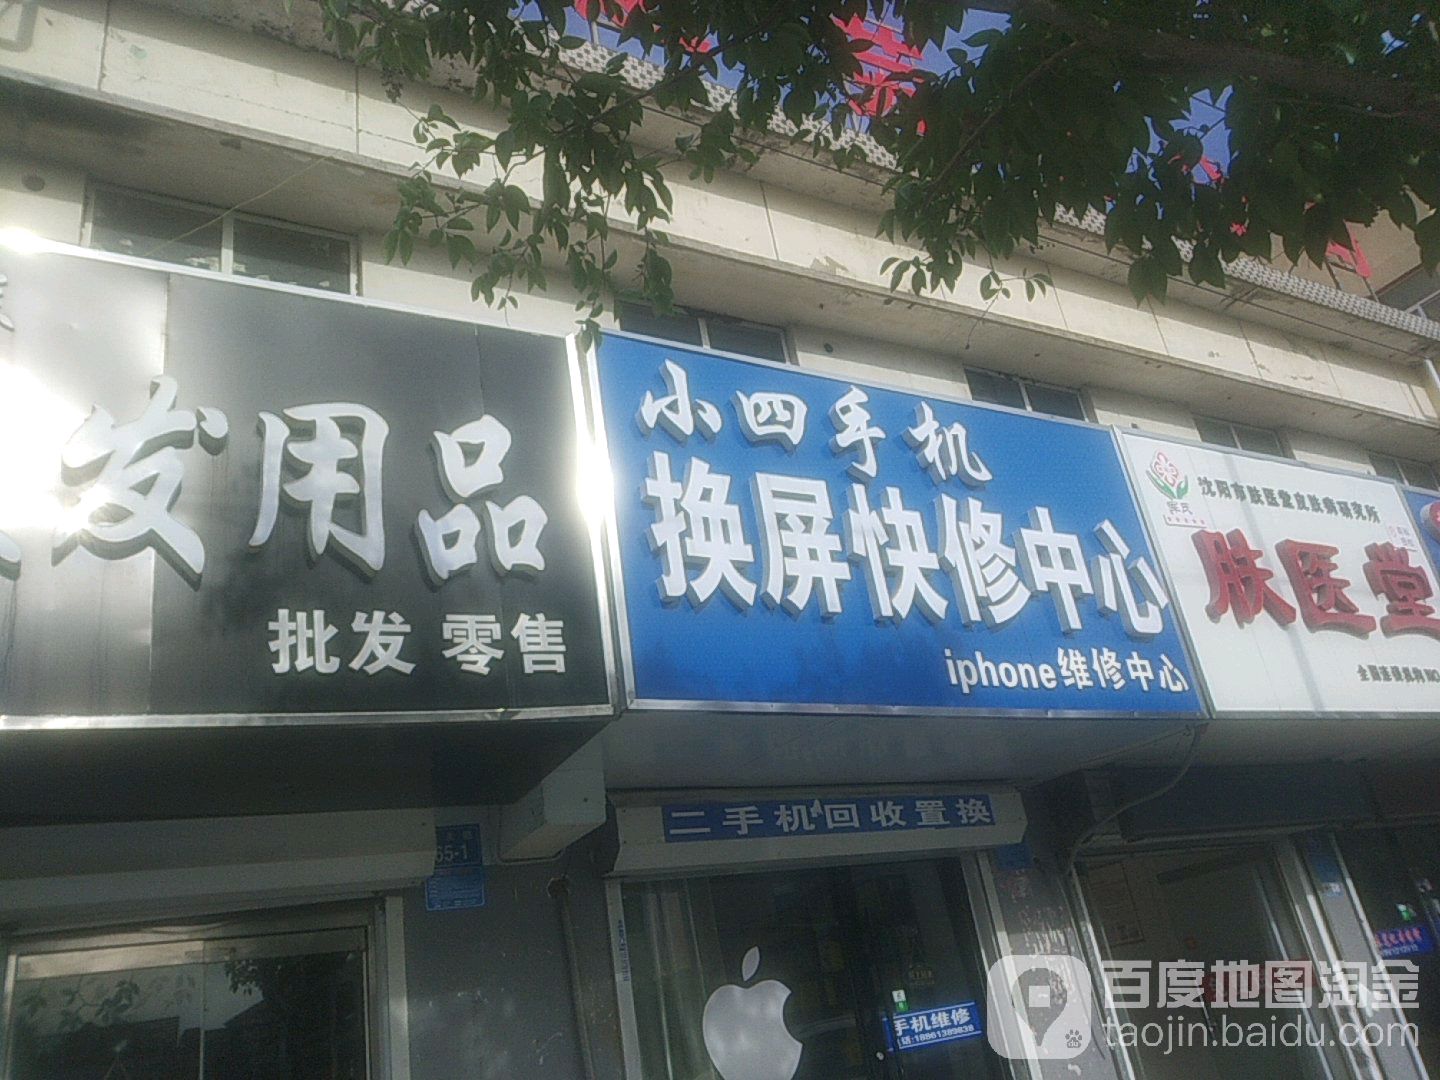 发用品
批发 零售
小四手机
换屏快修中心
iphone维修中心
沈阳市肤医堂皮肤病研究所
肤医堂
二手机回收置换
65-1
手机维修
百度地图淘金
taojin.baidu.com